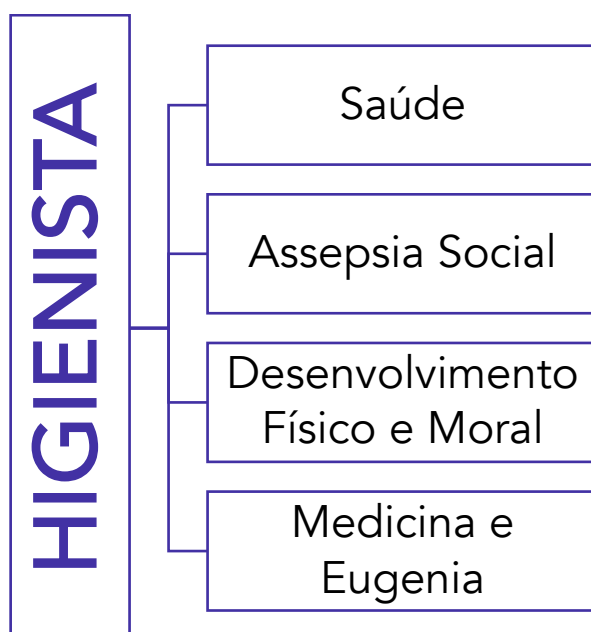 HIGIENISTA
Saúde
Assepsia Social
Desenvolvimento
Físico e Moral
Medicina e
Eugenia